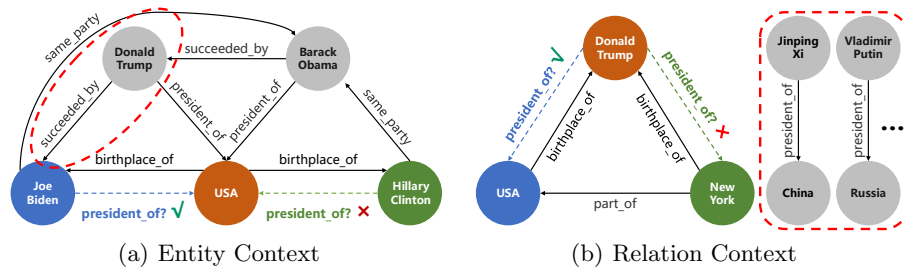 same_party
Donald
Trump
succeeded_by
Barack
Obama
succeeded_by
president_of
president_of
same_party
birthplace_of
birthplace_of
Joe
Biden
USA
Hillary
Clinton
president_of? √
president_of? ×
(a) Entity Context
Donald
Trump
president_of? √
president_of? ×
birthplace_of
birthplace_of
USA
New
York
part_of
Jinping
Xi
Vladimir
Putin
president_of
president_of
...
China
Russia
(b) Relation Context